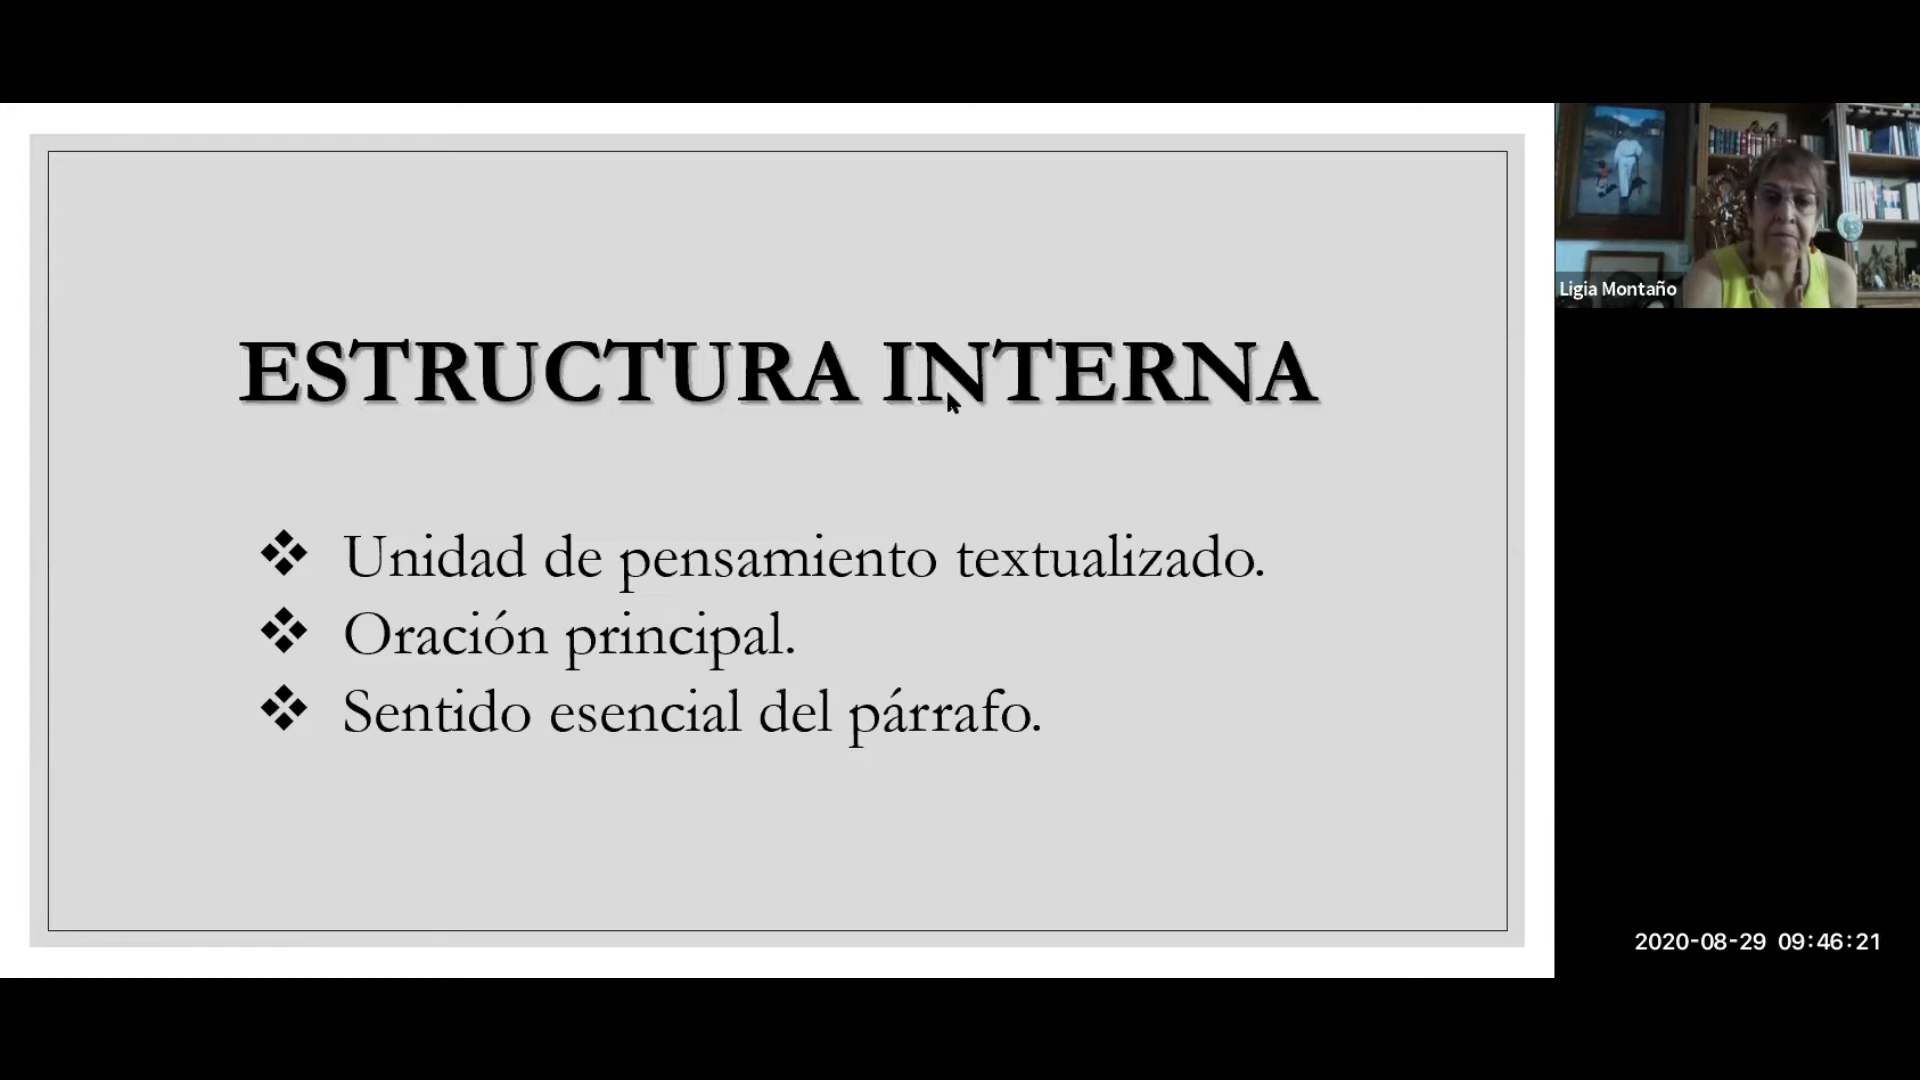 ESTRUCTURA INTERNA
❖ Unidad de pensamiento textualizado.
❖ Oración principal.
❖ Sentido esencial del párrafo.
Ligia Montaño
2020-08-29 09:46:21